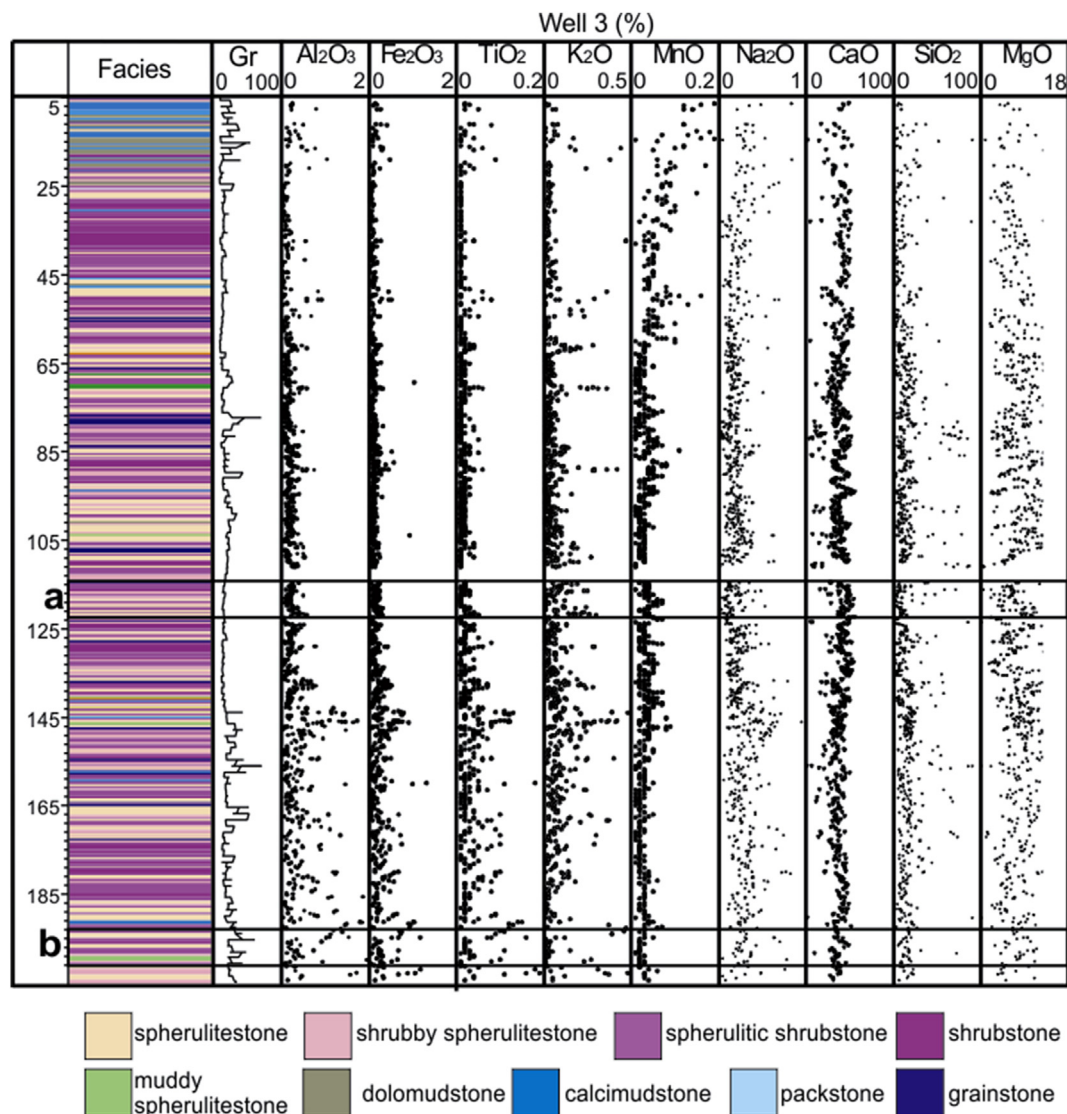 Well 3 (%)
Facies Gr Al₂O₃ Fe₂O₃ TiO₂ K₂O MnO Na₂O CaO SiO₂ MgO
0 100 0 2 0 2 0 0.2 0 0.5 0 0.2 0 1 0 100 0 100 0 18
5
25
45
65
85
105
a
125
145
165
185
b
spherulitestone shrubby spherulitestone spherulitic shrubstone shrubstone
muddy spherulitestone dolomudstone calcimudstone packstone grainstone